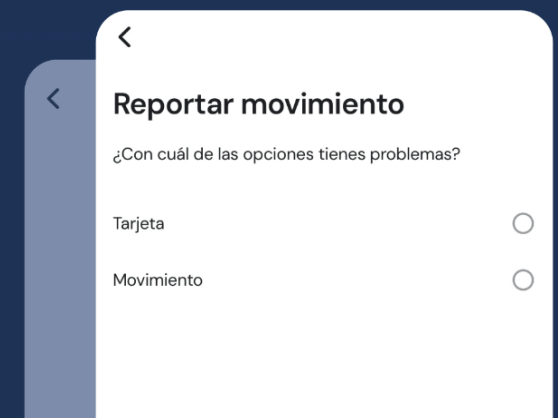 Reportar movimiento
¿Con cuál de las opciones tienes problemas?
Tarjeta
Movimiento